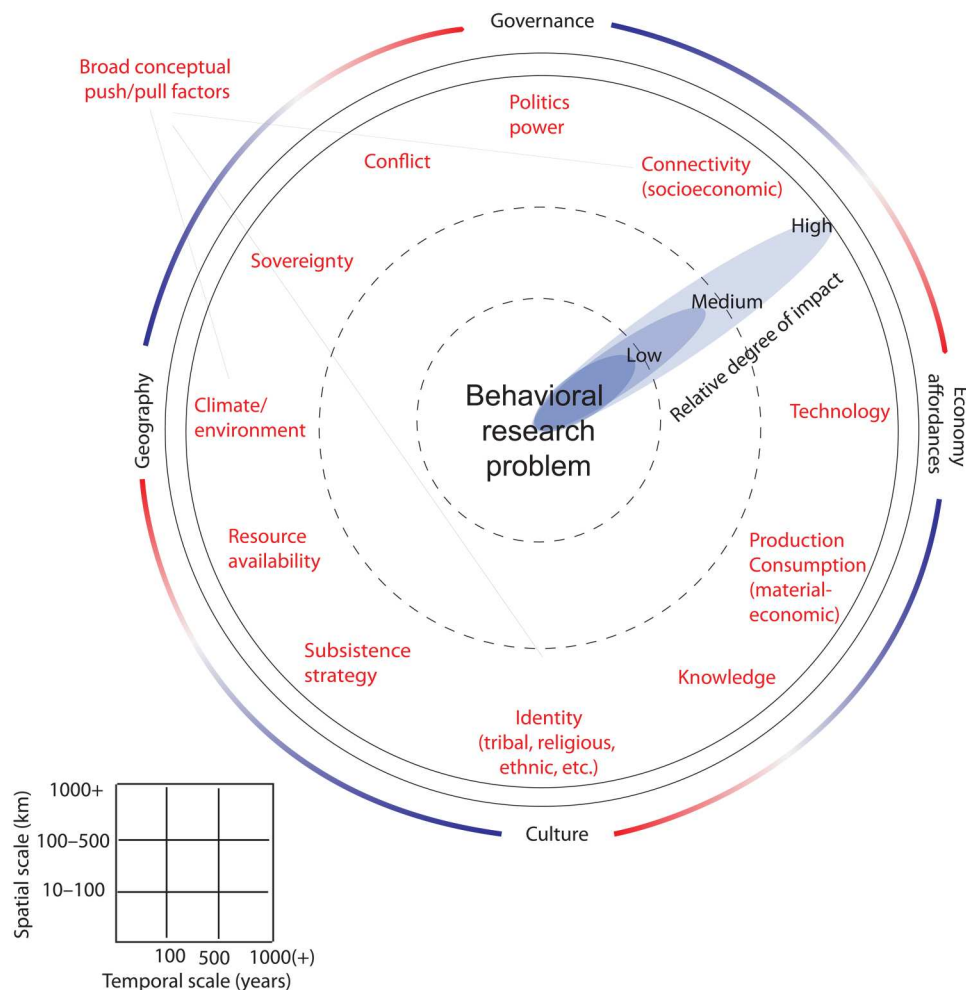 Governance
Broad conceptual
push/pull factors
Politics
power
Conflict
Connectivity
(socioeconomic)
High
Sovereignty
Medium
Relative degree of impact
Low
Behavioral
research
problem
Geography
Climate/
environment
Technology
Economy
affordances
Resource
availability
Production
Consumption
(material-
economic)
Subsistence
strategy
Knowledge
Identity
(tribal, religious,
ethnic, etc.)
Culture
Spatial scale (km)
1000+
100–500
10–100
100 500 1000(+)
Temporal scale (years)